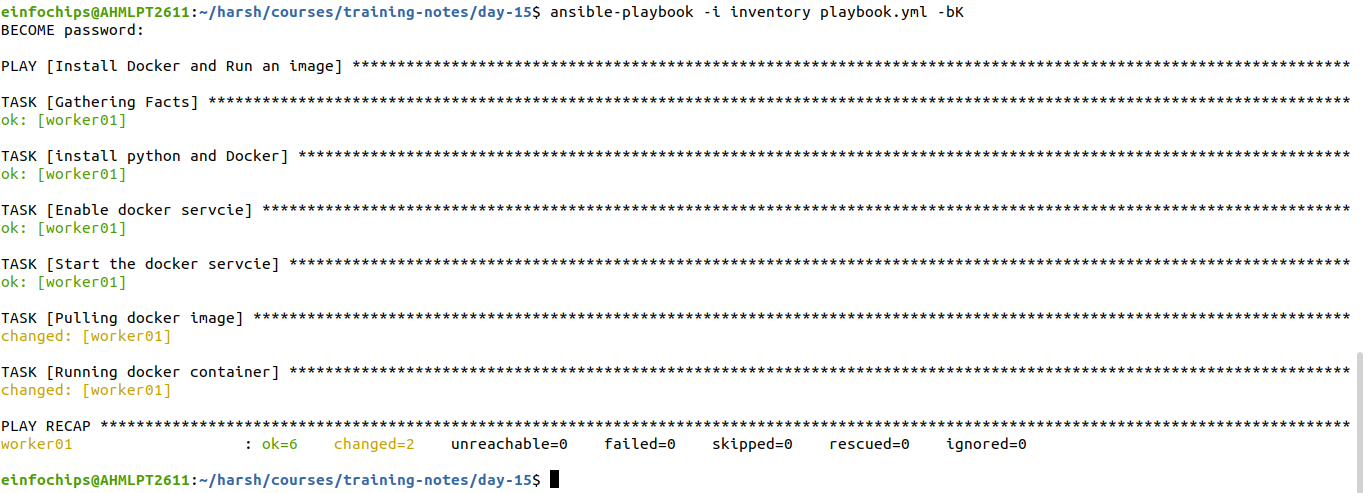 einfochips@AHMLPT2611:~/harsh/courses/training-notes/day-15$ ansible-playbook -i inventory playbook.yml -bK
BECOME password:
PLAY [Install Docker and Run an image] ***************************************************************************************************************
TASK [Gathering Facts] *******************************************************************************************************************************
ok: [worker01]
TASK [install python and Docker] *********************************************************************************************************************
ok: [worker01]
TASK [Enable docker servcie] *************************************************************************************************************************
ok: [worker01]
TASK [Start the docker servcie] **********************************************************************************************************************
ok: [worker01]
TASK [Pulling docker image] **************************************************************************************************************************
changed: [worker01]
TASK [Running docker container] **********************************************************************************************************************
changed: [worker01]
PLAY RECAP *******************************************************************************************************************************************
worker01                   : ok=6    changed=2    unreachable=0    failed=0    skipped=0    rescued=0    ignored=0
einfochips@AHMLPT2611:~/harsh/courses/training-notes/day-15$